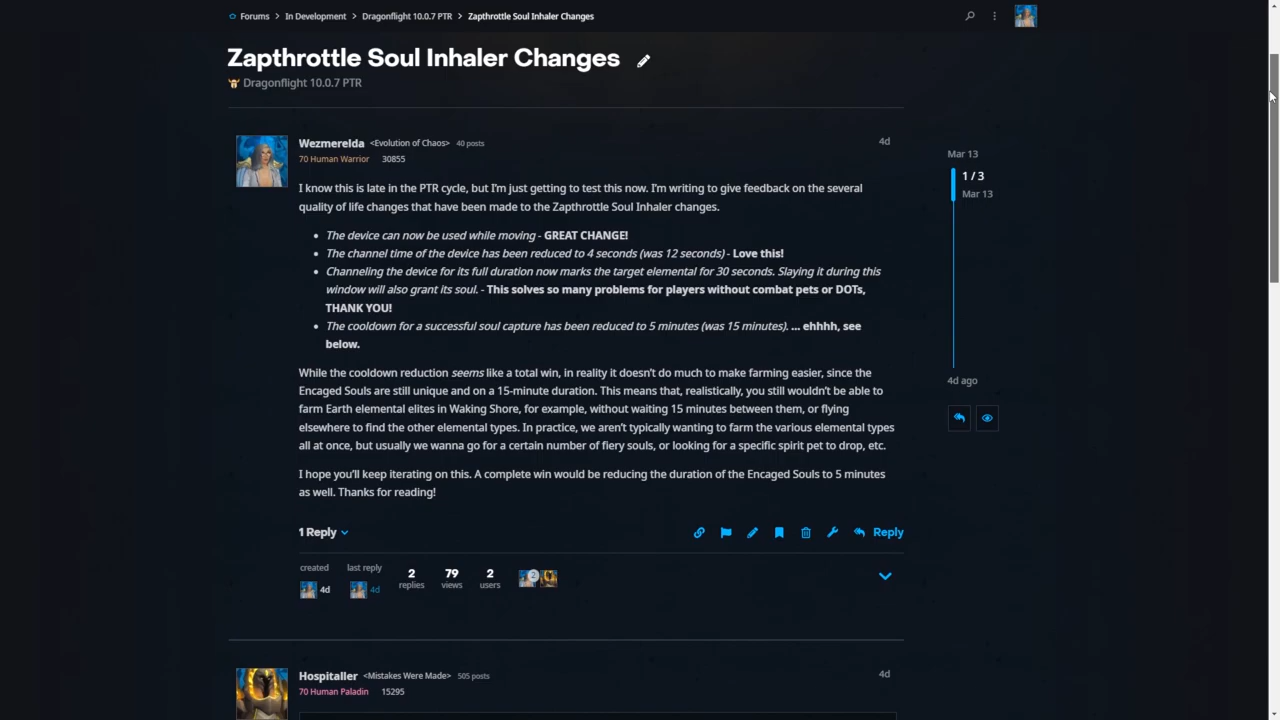 Forums > In Development > Dragonflight 10.0.7 PTR > Zapthrottle Soul Inhaler Changes
Zapthrottle Soul Inhaler Changes
Dragonflight 10.0.7 PTR
Wezmerelda <Evolution of Chaos> 40 posts 4d
70 Human Warrior 30855
I know this is late in the PTR cycle, but I'm just getting to test this now. I'm writing to give feedback on the several
quality of life changes that have been made to the Zapthrottle Soul Inhaler changes.
• The device can now be used while moving - GREAT CHANGE!
• The channel time of the device has been reduced to 4 seconds (was 12 seconds) - Love this!
• Channeling the device for its full duration now marks the target elemental for 30 seconds. Slaying it during this
window will also grant its soul. - This solves so many problems for players without combat pets or DOTs,
THANK YOU!
• The cooldown for a successful soul capture has been reduced to 5 minutes (was 15 minutes). ... ehhhh, see
below.
While the cooldown reduction seems like a total win, in reality it doesn't do much to make farming easier, since the
Encaged Souls are still unique and on a 15-minute duration. This means that, realistically, you still wouldn't be able to
farm Earth elemental elites in Waking Shore, for example, without waiting 15 minutes between them, or flying
elsewhere to find the other elemental types. In practice, we aren't typically wanting to farm the various elemental types
all at once, but usually we wanna go for a certain number of fiery souls, or looking for a specific spirit pet to drop, etc.
I hope you'll keep iterating on this. A complete win would be reducing the duration of the Encaged Souls to 5 minutes
as well. Thanks for reading!
1 Reply
Reply
created last reply 2 79 2
4d 4d replies views users
2
Mar 13
1 / 3
Mar 13
4d ago
Hospitaller <Mistakes Were Made> 505 posts 4d
70 Human Paladin 15295